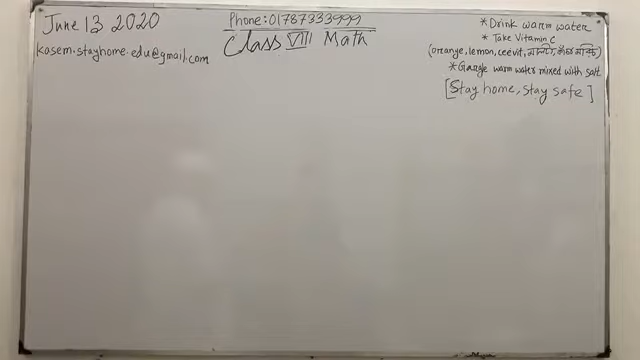 June 13 2020
kasem.stayhome.edu@gmail.com
Phone:01787333999
Class VIII Math
*Drink warm water
* Take Vitamin C
(orange, lemon, ceevit,
*Gargle warm water mixed with salt
[Stay home, stay safe]